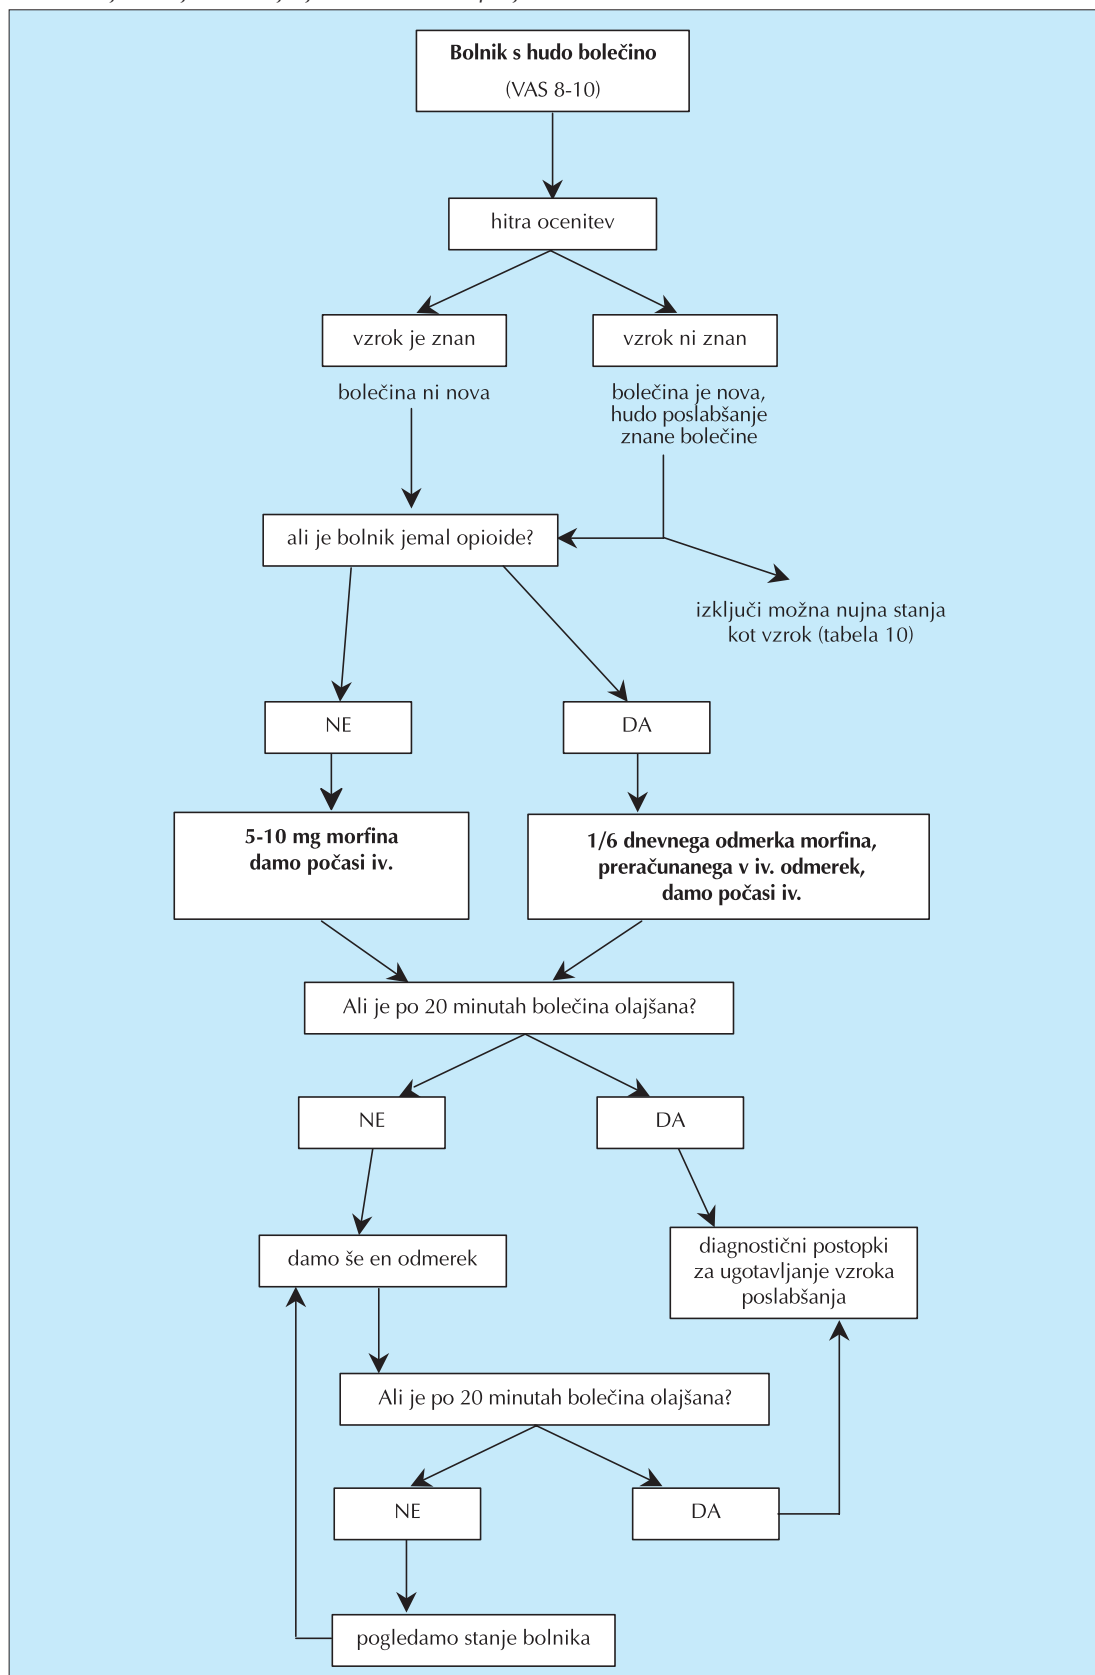 Bolnik s hudo bolečino
(VAS 8-10)
hitra ocenitev
vzrok je znan
vzrok ni znan
bolečina ni nova
bolečina je nova,
hudo poslabšanje
znane bolečine
ali je bolnik jemal opioide?
izključi možna nujna stanja
kot vzrok (tabela 10)
NE
DA
5-10 mg morfina
damo počasi iv.
1/6 dnevnega odmerka morfina,
preračunanega v iv. odmerek,
damo počasi iv.
Ali je po 20 minutah bolečina olajšana?
NE
DA
damo še en odmerek
diagnostični postopki
za ugotavljanje vzroka
poslabšanja
Ali je po 20 minutah bolečina olajšana?
NE
DA
pogledamo stanje bolnika